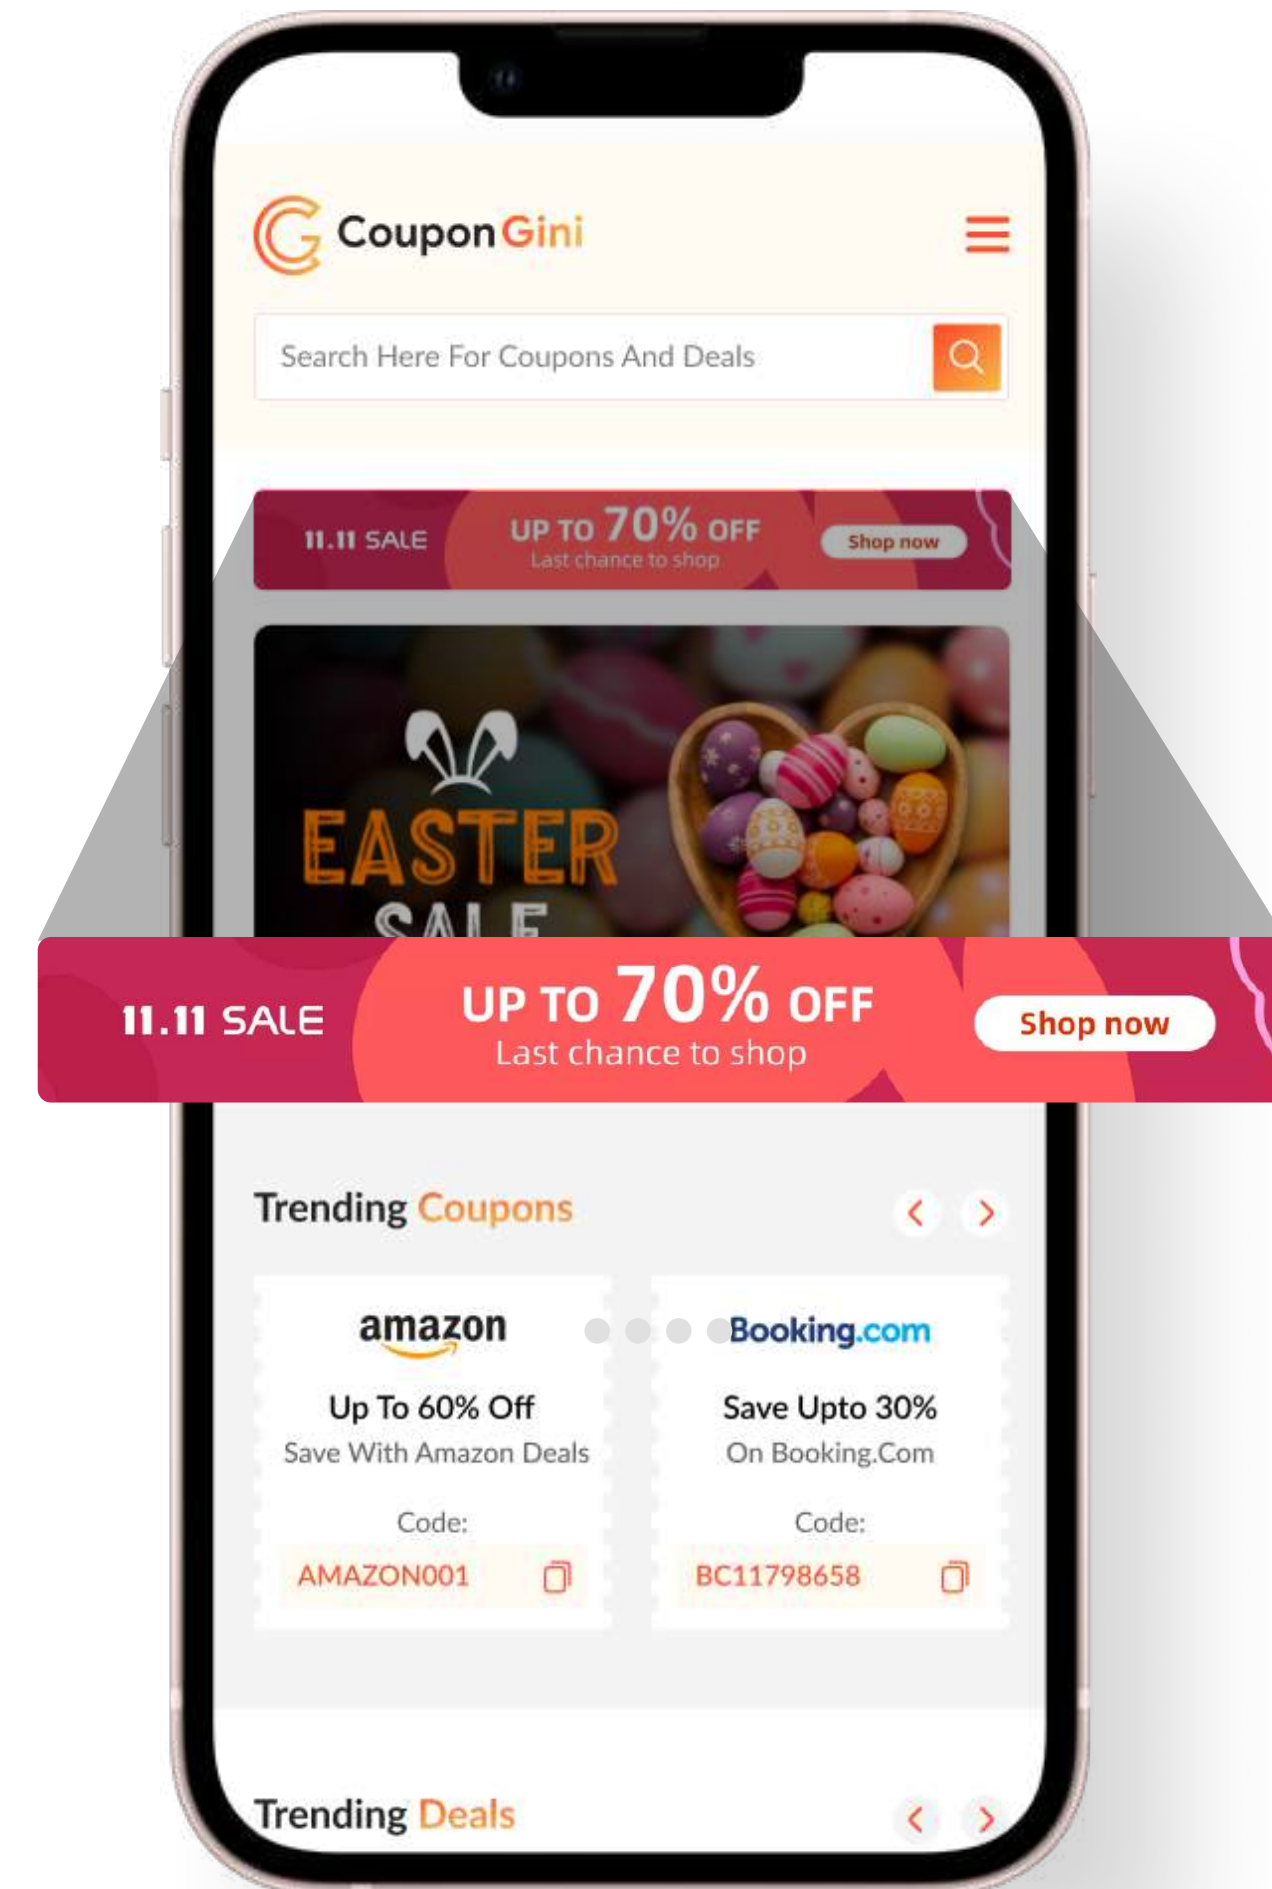 Coupon Gini
Search Here For Coupons And Deals
11.11 SALE
UP TO 70% OFF
Last chance to shop
Shop now
EASTER
SALE
11.11 SALE
UP TO 70% OFF
Last chance to shop
Shop now
Trending Coupons
amazon
Up To 60% Off
Save With Amazon Deals
Code:
AMAZON001
Booking.com
Save Upto 30%
On Booking.Com
Code:
BC11798658
Trending Deals